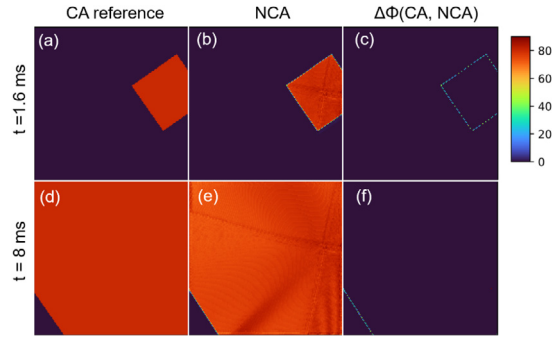 CA reference NCA ΔΦ(CA, NCA)
t =1.6 ms
(a) (b) (c)
80
60
40
20
0
t = 8 ms
(d) (e) (f)